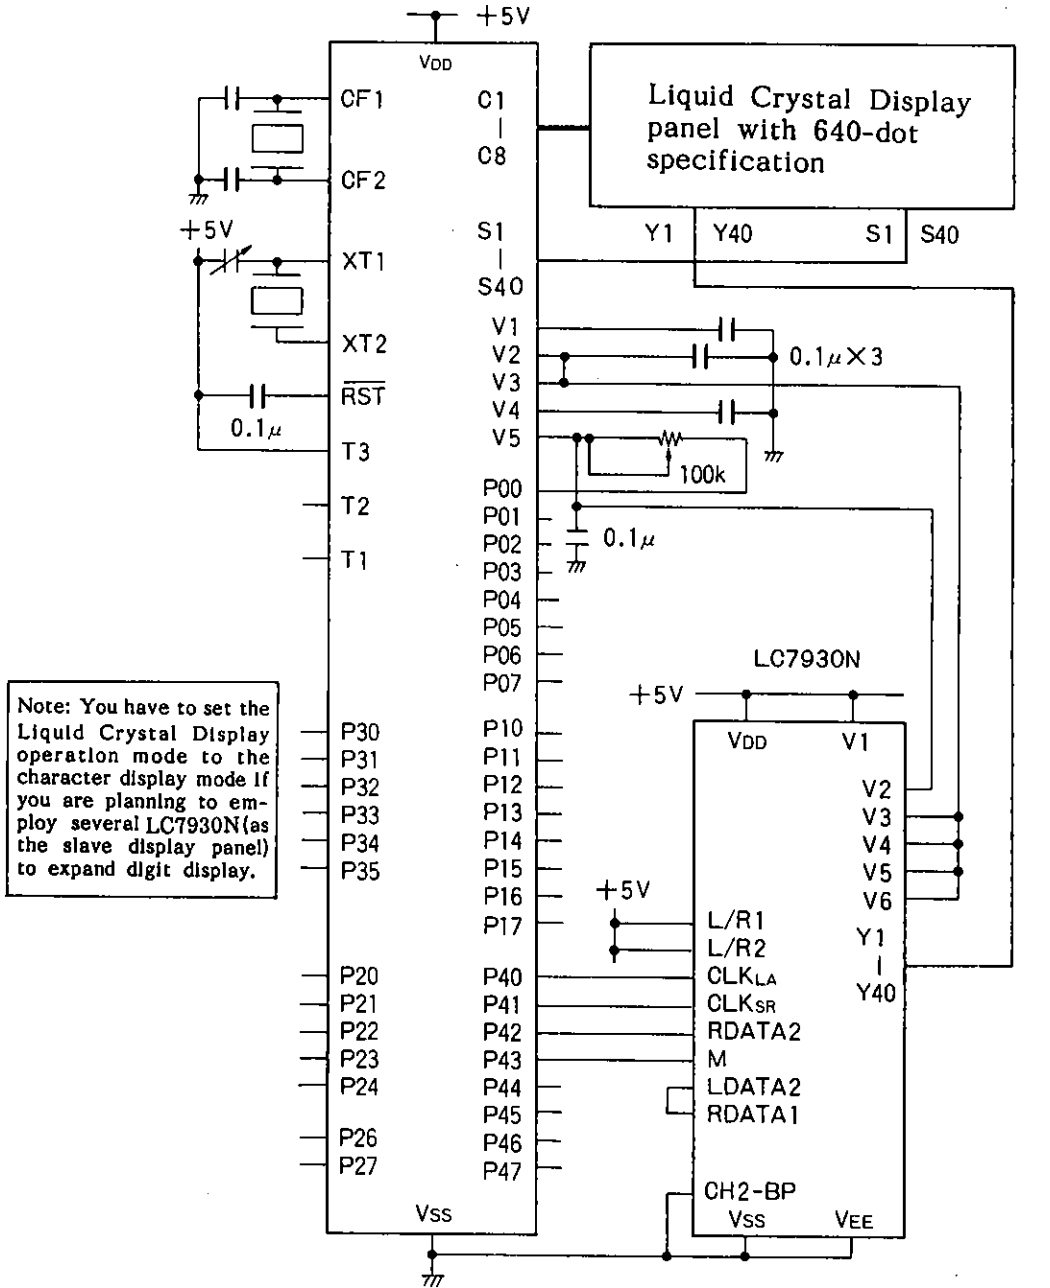 +5V
VDD
CF1
CF2
+5V
XT1
XT2
RST
0.1μ
T3
T2
T1
P30
P31
P32
P33
P34
P35
P20
P21
P22
P23
P24
P26
P27
C1
C8
S1
S40
V1
V2
V3
V4
V5
P00
P01
P02
P03
P04
P05
P06
P07
P10
P11
P12
P13
P14
P15
P16
P17
P40
P41
P42
P43
P44
P45
P46
P47
Vss
Liquid Crystal Display
panel with 640-dot
specification
Y1 Y40 S1 S40
0.1μ×3
100k
0.1μ
Note: You have to set the
Liquid Crystal Display
operation mode to the
character display mode if
you are planning to em-
ploy several LC7930N(as
the slave display panel)
to expand digit display.
LC7930N
+5V
VDD V1
V2
V3
V4
V5
V6
Y1
Y40
+5V
L/R1
L/R2
CLKLA
CLKSR
RDATA2
M
LDATA2
RDATA1
CH2-BP
Vss VEE